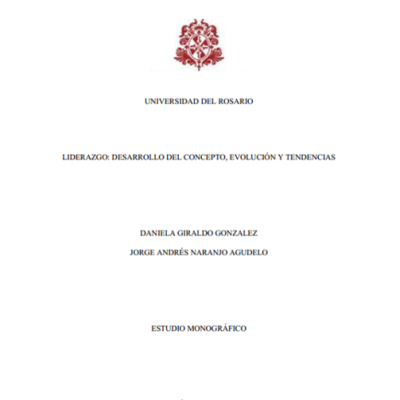 UNIVERSIDAD DEL ROSARIO
LIDERAZGO: DESARROLLO DEL CONCEPTO, EVOLUCIÓN Y TENDENCIAS
DANIELA GIRALDO GONZALEZ
JORGE ANDRÉS NARANJO AGUDELO
ESTUDIO MONOGRÁFICO